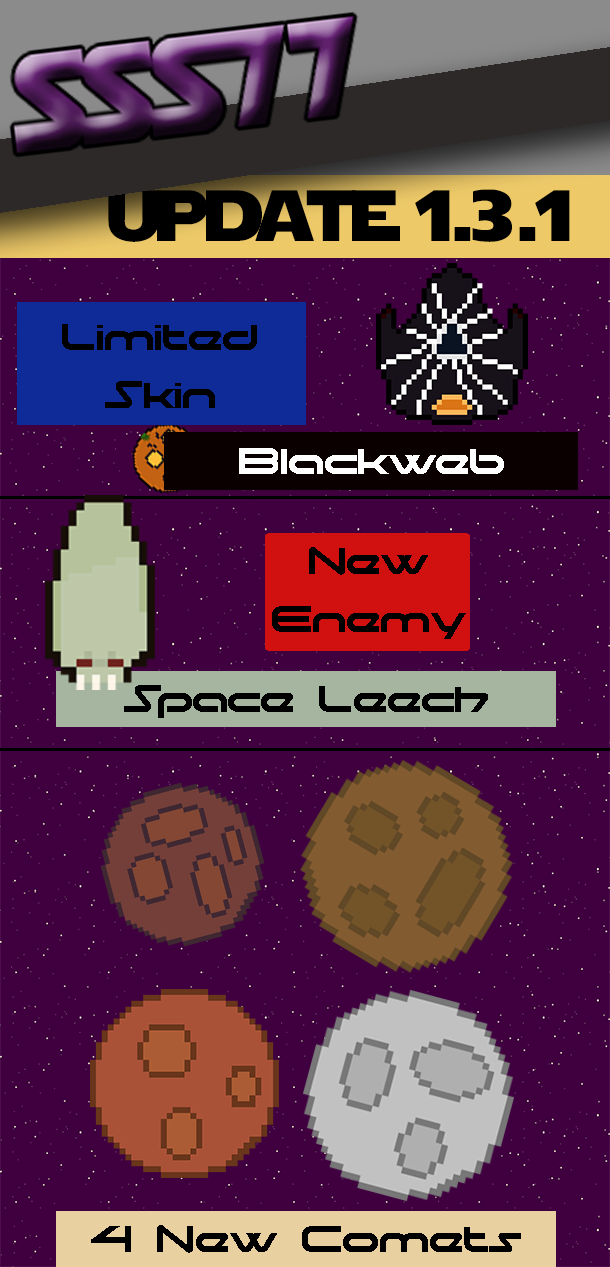 SSS77
UPDATE 1.3.1
Limited
Skin
Blackweb
New
Enemy
Space Leech
4 New Comets